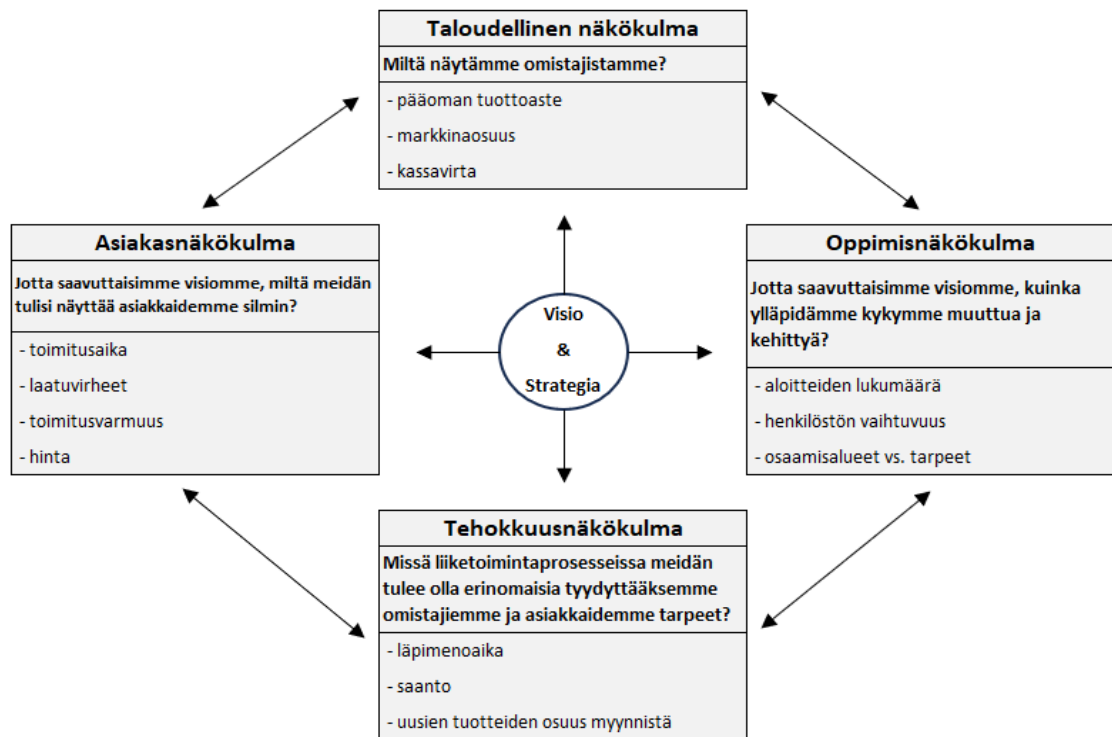 Taloudellinen näkökulma
Miltä näytämme omistajistamme?
- pääoman tuottoaste
- markkinaosuus
- kassavirta
Asiakasnäkökulma
Jotta saavuttaisimme visiomme, miltä meidän
tulisi näyttää asiakkaidemme silmin?
- toimitusaika
- laatuvirheet
- toimitusvarmuus
- hinta
Visio
&
Strategia
Oppimisnäkökulma
Jotta saavuttaisimme visiomme, kuinka
ylläpidämme kykymme muuttua ja
kehittyä?
- aloitteiden lukumäärä
- henkilöstön vaihtuvuus
- osaamisalueet vs. tarpeet
Tehokkuusnäkökulma
Missä liiketoimintaprosesseissa meidän
tulee olla erinomaisia tyydyttääksemme
omistajiemme ja asiakkaidemme tarpeet?
- läpimenoaika
- saanto
- uusien tuotteiden osuus myynnistä